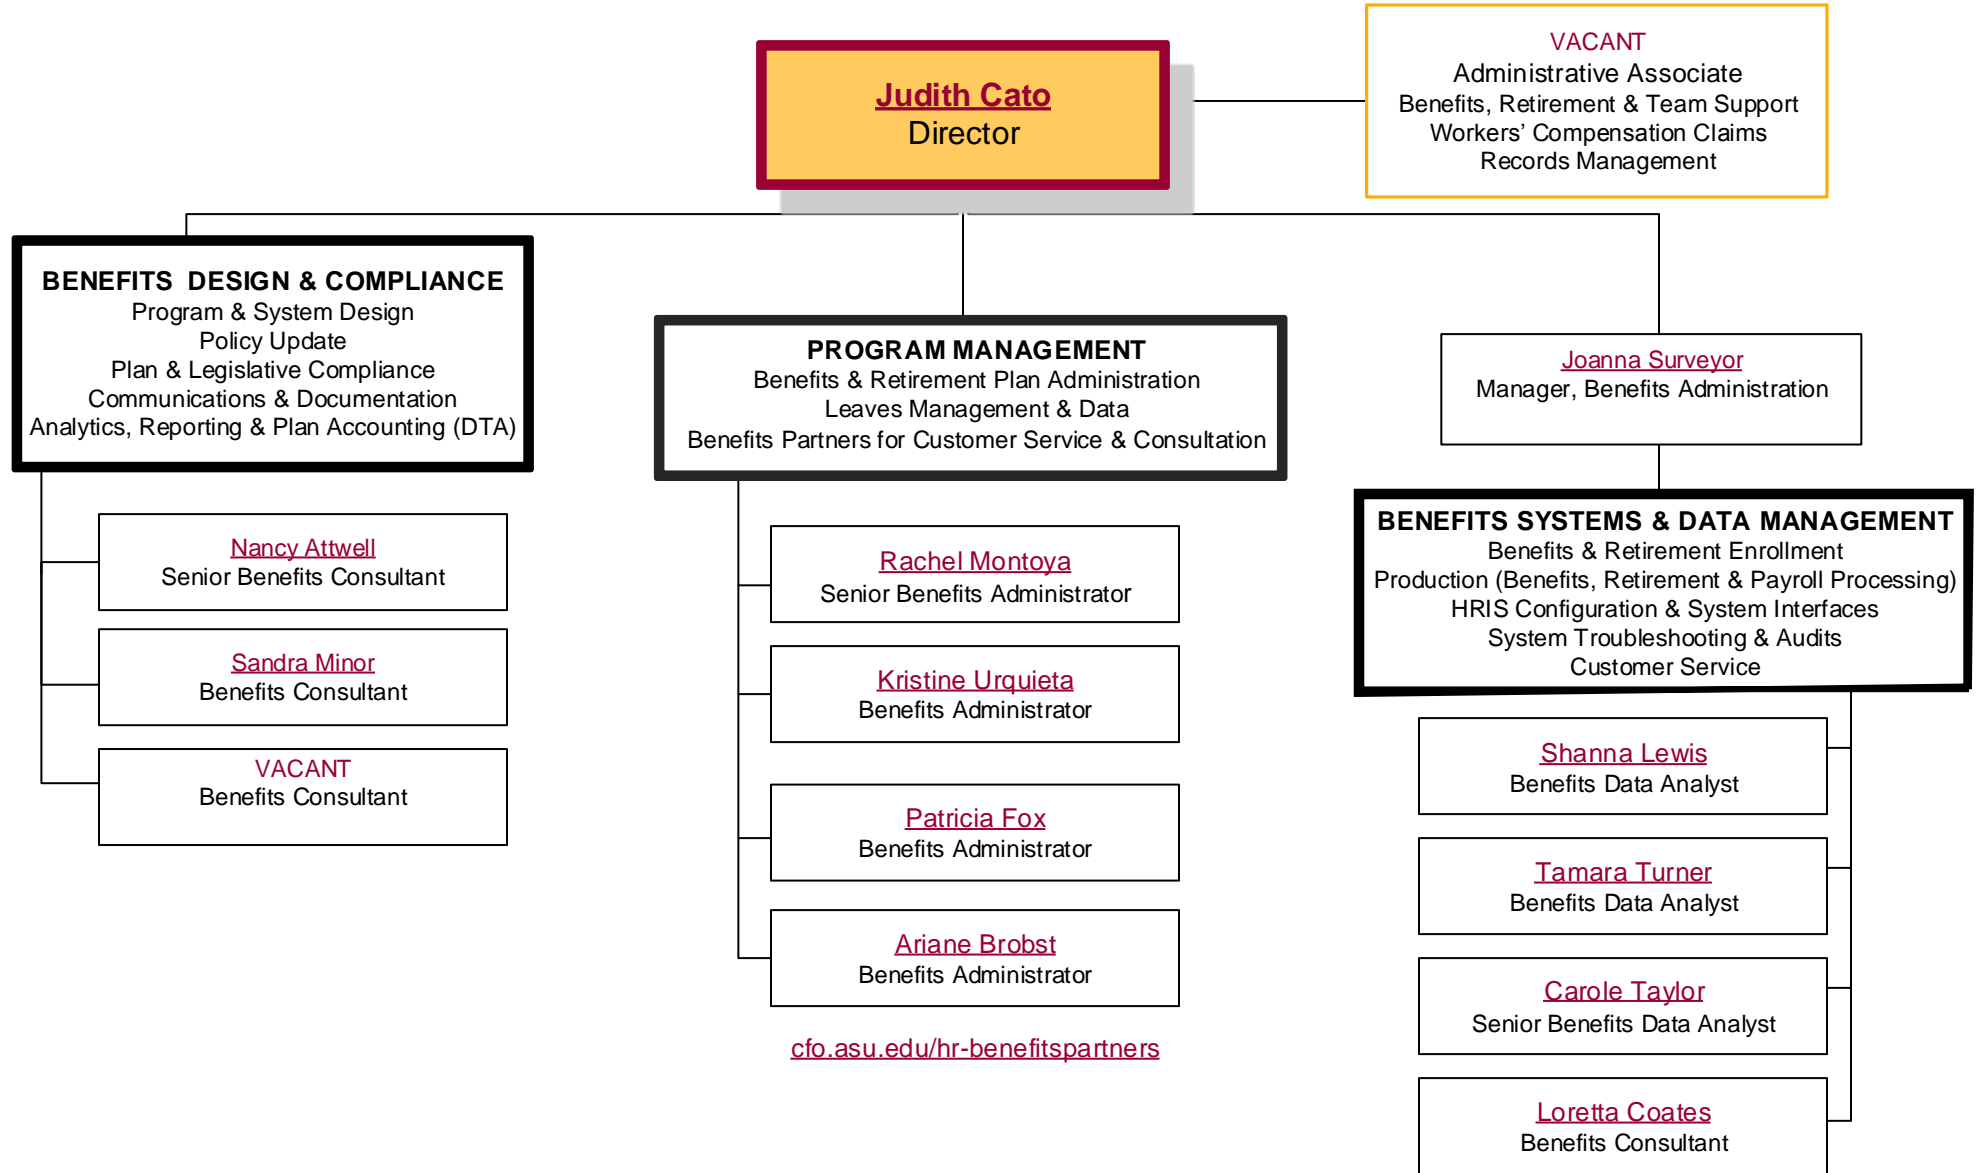 Judith Cato
Director
VACANT
Administrative Associate
Benefits, Retirement & Team Support
Workers’ Compensation Claims
Records Management
BENEFITS DESIGN & COMPLIANCE
Program & System Design
Policy Update
Plan & Legislative Compliance
Communications & Documentation
Analytics, Reporting & Plan Accounting (DTA)
Nancy Attwell
Senior Benefits Consultant
Sandra Minor
Benefits Consultant
VACANT
Benefits Consultant
PROGRAM MANAGEMENT
Benefits & Retirement Plan Administration
Leaves Management & Data
Benefits Partners for Customer Service & Consultation
Rachel Montoya
Senior Benefits Administrator
Kristine Urquieta
Benefits Administrator
Patricia Fox
Benefits Administrator
Ariane Brobst
Benefits Administrator
cfo.asu.edu/hr-benefitspartners
Joanna Surveyor
Manager, Benefits Administration
BENEFITS SYSTEMS & DATA MANAGEMENT
Benefits & Retirement Enrollment
Production (Benefits, Retirement & Payroll Processing)
HRIS Configuration & System Interfaces
System Troubleshooting & Audits
Customer Service
Shanna Lewis
Benefits Data Analyst
Tamara Turner
Benefits Data Analyst
Carole Taylor
Senior Benefits Data Analyst
Loretta Coates
Benefits Consultant